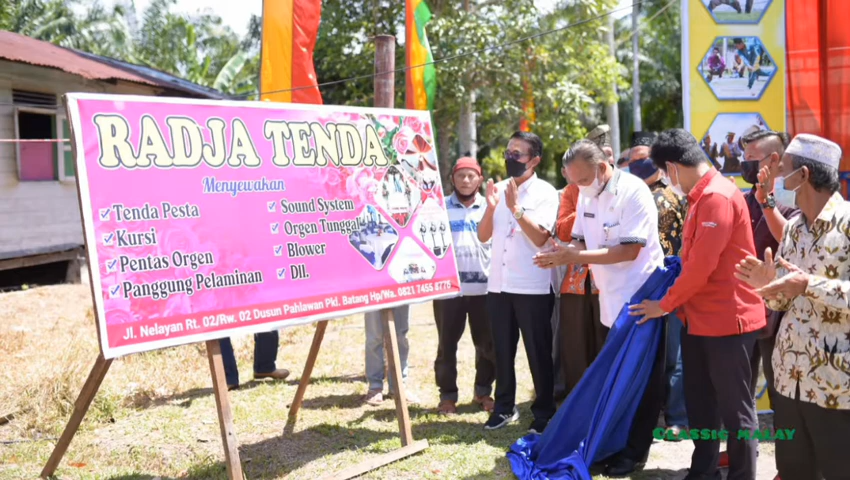 RADJA TENDA
Menyewakan
Tenda Pesta
Kursi
Pentas Orgen
Panggung Pelaminan
Sound System
Orgen Tunggal
Blower
Dll.
Jl. Nelayan Rt. 02/Rw. 02 Dusun Pahlawan Pkl. Batang Hp/Wa. 0821 7455 8776
Classic malay